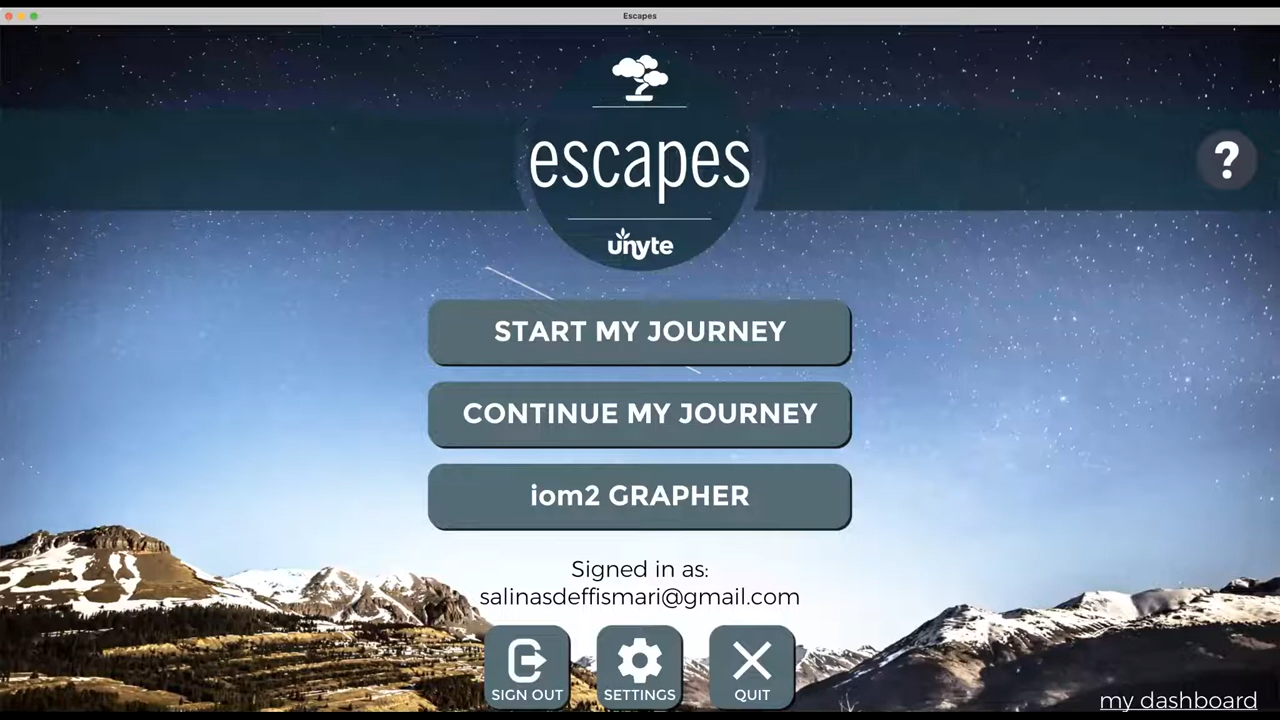 Escapes
escapes
?
unyte
START MY JOURNEY
CONTINUE MY JOURNEY
iom2 GRAPHER
Signed in as:
salinasdeffismari@gmail.com
SIGN OUT
SETTINGS
QUIT
my dashboard